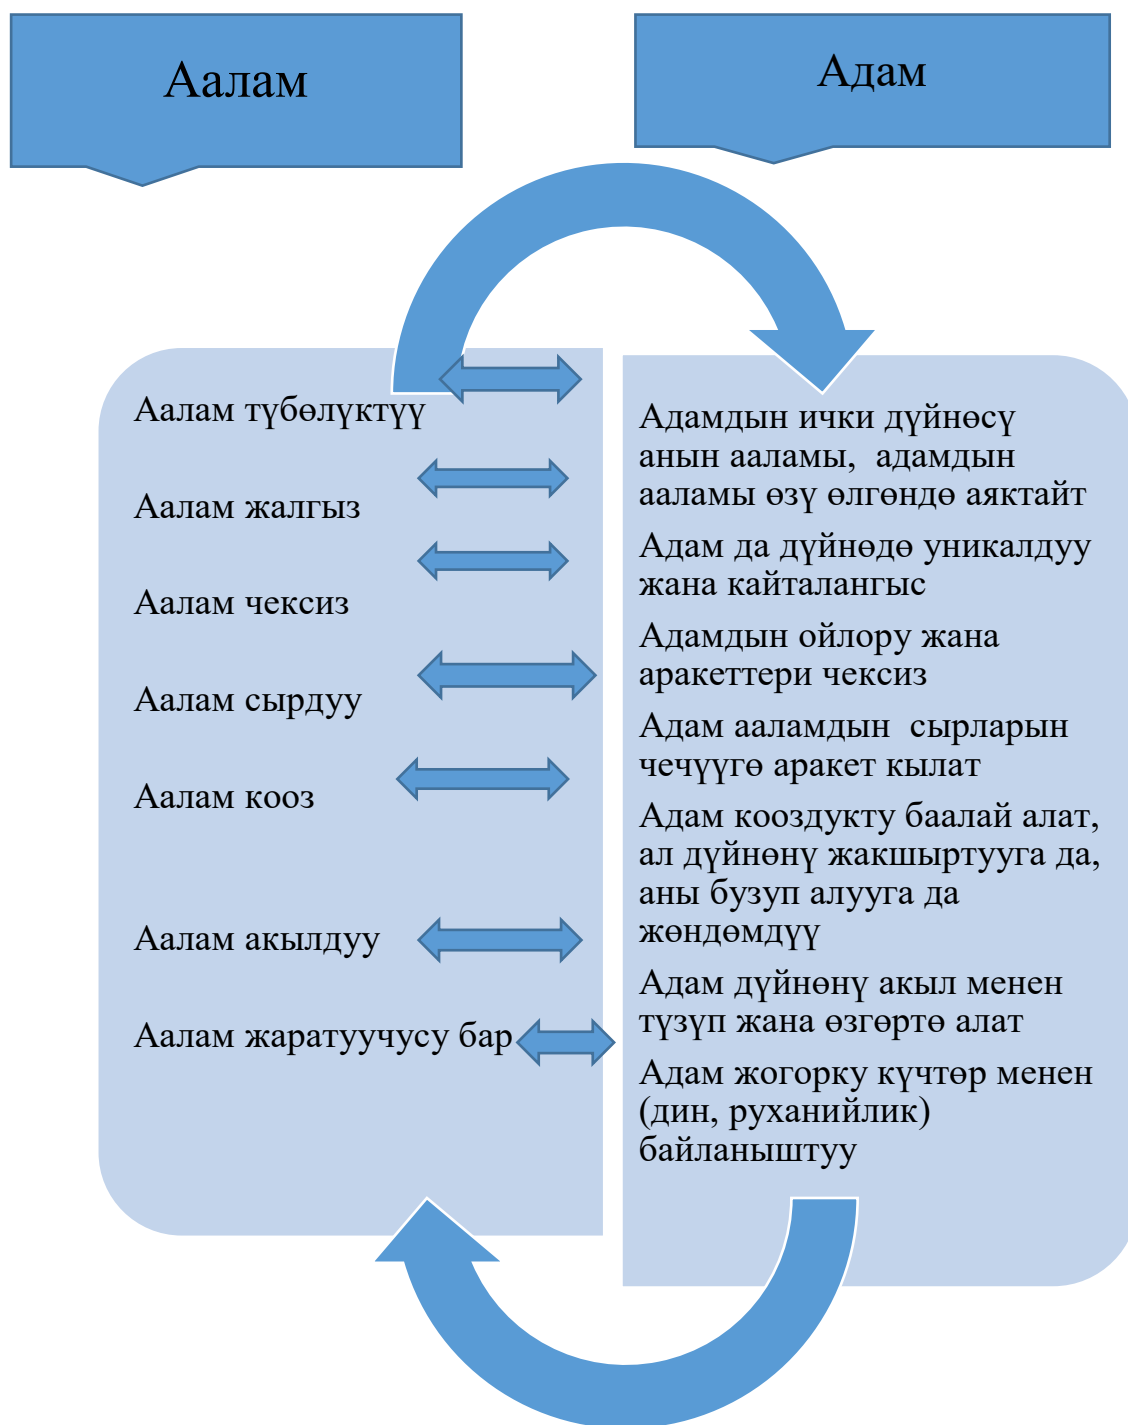 Аалам
Адам
Аалам түбөлүктүү
Аалам жалгыз
Аалам чексиз
Аалам сырдуу
Аалам кооз
Аалам акылдуу
Аалам жаратуучусу бар
Адамдын ички дүйнөсү
анын ааламы, адамдын
ааламы өзү өлгөндө аяктайт
Адам да дүйнөдө уникалдуу
жана кайталангыс
Адамдын ойлору жана
аракеттери чексиз
Адам ааламдын сырларын
чечүүгө аракет кылат
Адам кооздукту баалай алат,
ал дүйнөнү жакшыртууга да,
аны бузуп алууга да
жөндөмдүү
Адам дүйнөнү акыл менен
түзүп жана өзгөртө алат
Адам жогорку күчтөр менен
(дин, руханийлик)
байланыштуу